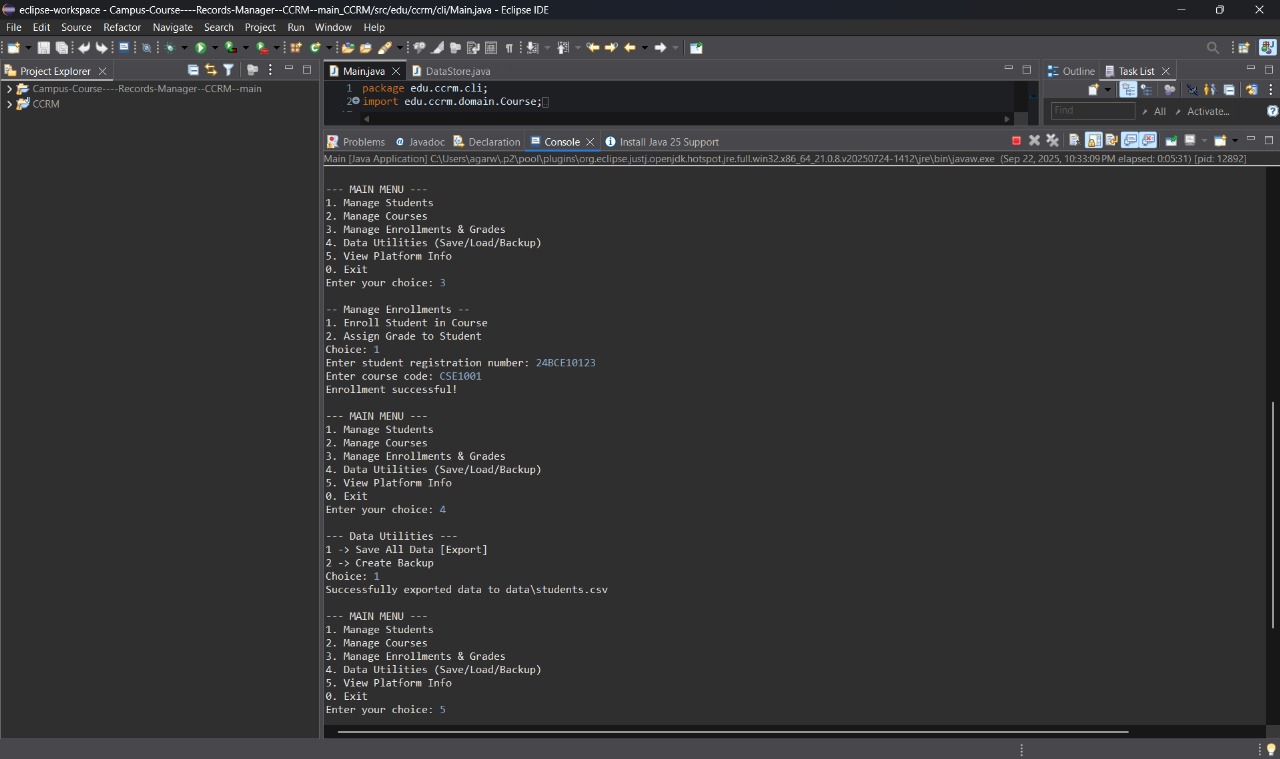 eclipse-workspace - Campus-Course----Records-Manager--CCRM--main_CCRM/src/edu/ccrm/cli/Main.java - Eclipse IDE
File Edit Source Refactor Navigate Search Project Run Window Help
Project Explorer
Campus-Course----Records-Manager--CCRM--main
CCRM
Main.java
DataStore.java
1 package edu.ccrm.cli;
2 import edu.ccrm.domain.Course;
Outline
Task List
Find
All
Activate...
Problems
Javadoc
Declaration
Console
Install Java 25 Support
Main [Java Application] C:\Users\agarw\.p2\pool\plugins\org.eclipse.justj.openjdk.hotspot.jre.full.win32.x86_64_21.0.8.v20250724-1412\jre\bin\javaw.exe (Sep 22, 2025, 10:33:09 PM elapsed: 0:05:31) [pid: 12892]
--- MAIN MENU ---
1. Manage Students
2. Manage Courses
3. Manage Enrollments & Grades
4. Data Utilities (Save/Load/Backup)
5. View Platform Info
0. Exit
Enter your choice: 3
-- Manage Enrollments --
1. Enroll Student in Course
2. Assign Grade to Student
Choice: 1
Enter student registration number: 24BCE10123
Enter course code: CSE1001
Enrollment successful!
--- MAIN MENU ---
1. Manage Students
2. Manage Courses
3. Manage Enrollments & Grades
4. Data Utilities (Save/Load/Backup)
5. View Platform Info
0. Exit
Enter your choice: 4
--- Data Utilities ---
1 -> Save All Data [Export]
2 -> Create Backup
Choice: 1
Successfully exported data to data\students.csv
--- MAIN MENU ---
1. Manage Students
2. Manage Courses
3. Manage Enrollments & Grades
4. Data Utilities (Save/Load/Backup)
5. View Platform Info
0. Exit
Enter your choice: 5